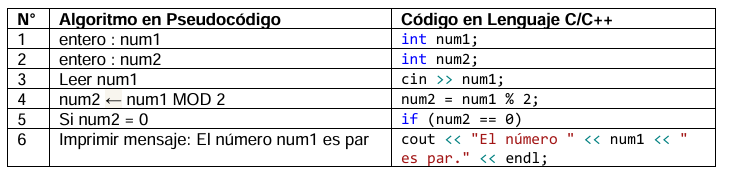 N° Algoritmo en Pseudocódigo Código en Lenguaje C/C++
1 entero : num1 int num1;
2 entero : num2 int num2;
3 Leer num1 cin >> num1;
4 num2 ← num1 MOD 2 num2 = num1 % 2;
5 Si num2 = 0 if (num2 == 0)
6 Imprimir mensaje: El número num1 es par cout << "El número " << num1 << "
es par." << endl;